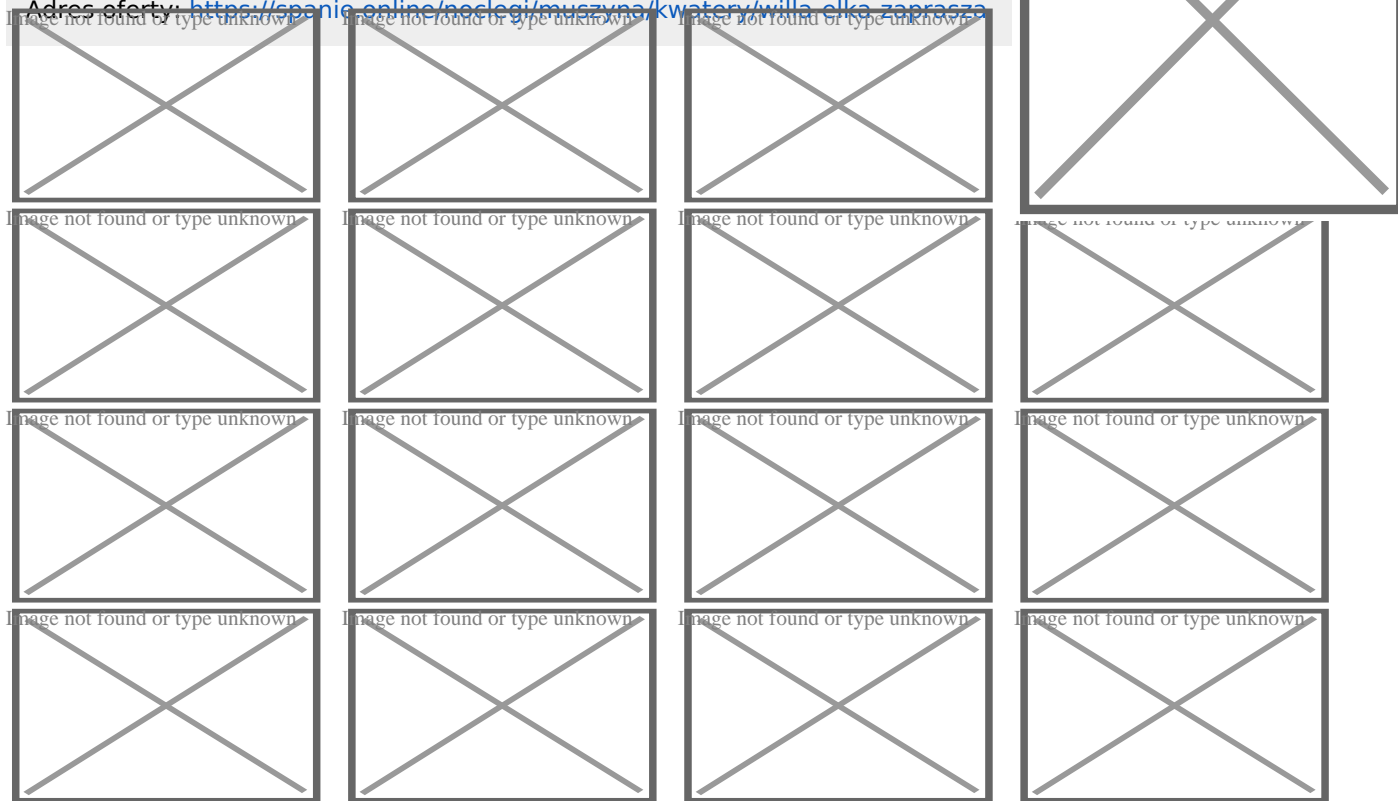 Adres oferty: https://spanie.online/noclegi/muszyna/kwatery/willa-elka-zaprasza
Image not found or type unknown Image not found or type unknown Image not found or type unknown
Image not found or type unknown Image not found or type unknown Image not found or type unknown Image not found or type unknown
Image not found or type unknown Image not found or type unknown Image not found or type unknown Image not found or type unknown
Image not found or type unknown Image not found or type unknown Image not found or type unknown Image not found or type unknown